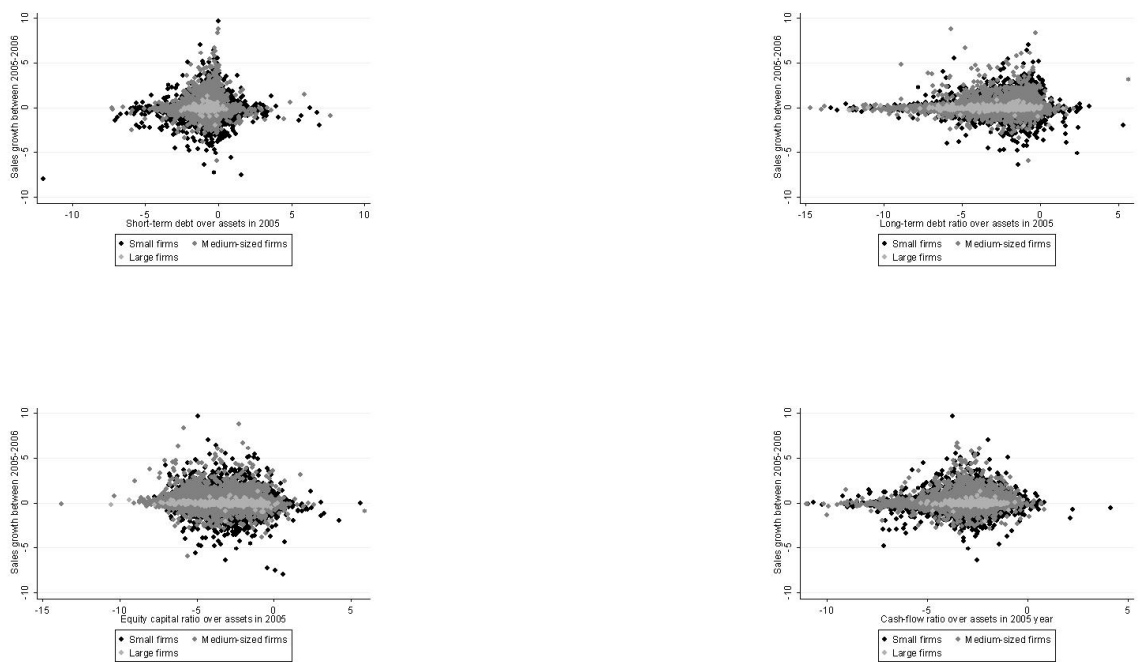 Sales growth between 2005-2006
10
5
0
-5
-10
-10 -5 0 5 10
Short-term debt over assets in 2005
Small firms Medium-sized firms
Large firms
Sales growth between 2005-2006
10
5
0
-5
-10
-15 -10 -5 0 5
Long-term debt ratio over assets in 2005
Small firms Medium-sized firms
Large firms
Sales growth between 2005-2006
10
5
0
-5
-10
-15 -10 -5 0 5
Equity capital ratio over assets in 2005
Small firms Medium-sized firms
Large firms
Sales growth between 2005-2006
10
5
0
-5
-10
-10 -5 0 5
Cash-flow ratio over assets in 2005 year
Small firms Medium-sized firms
Large firms